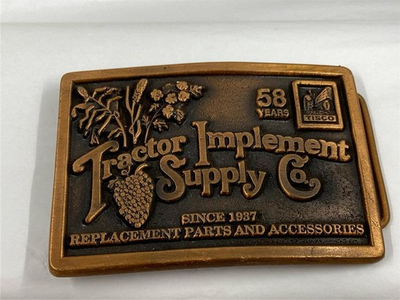 58
YEARS
TISCO
Tractor Implement
Supply Co.
SINCE 1937
REPLACEMENT PARTS AND ACCESSORIES